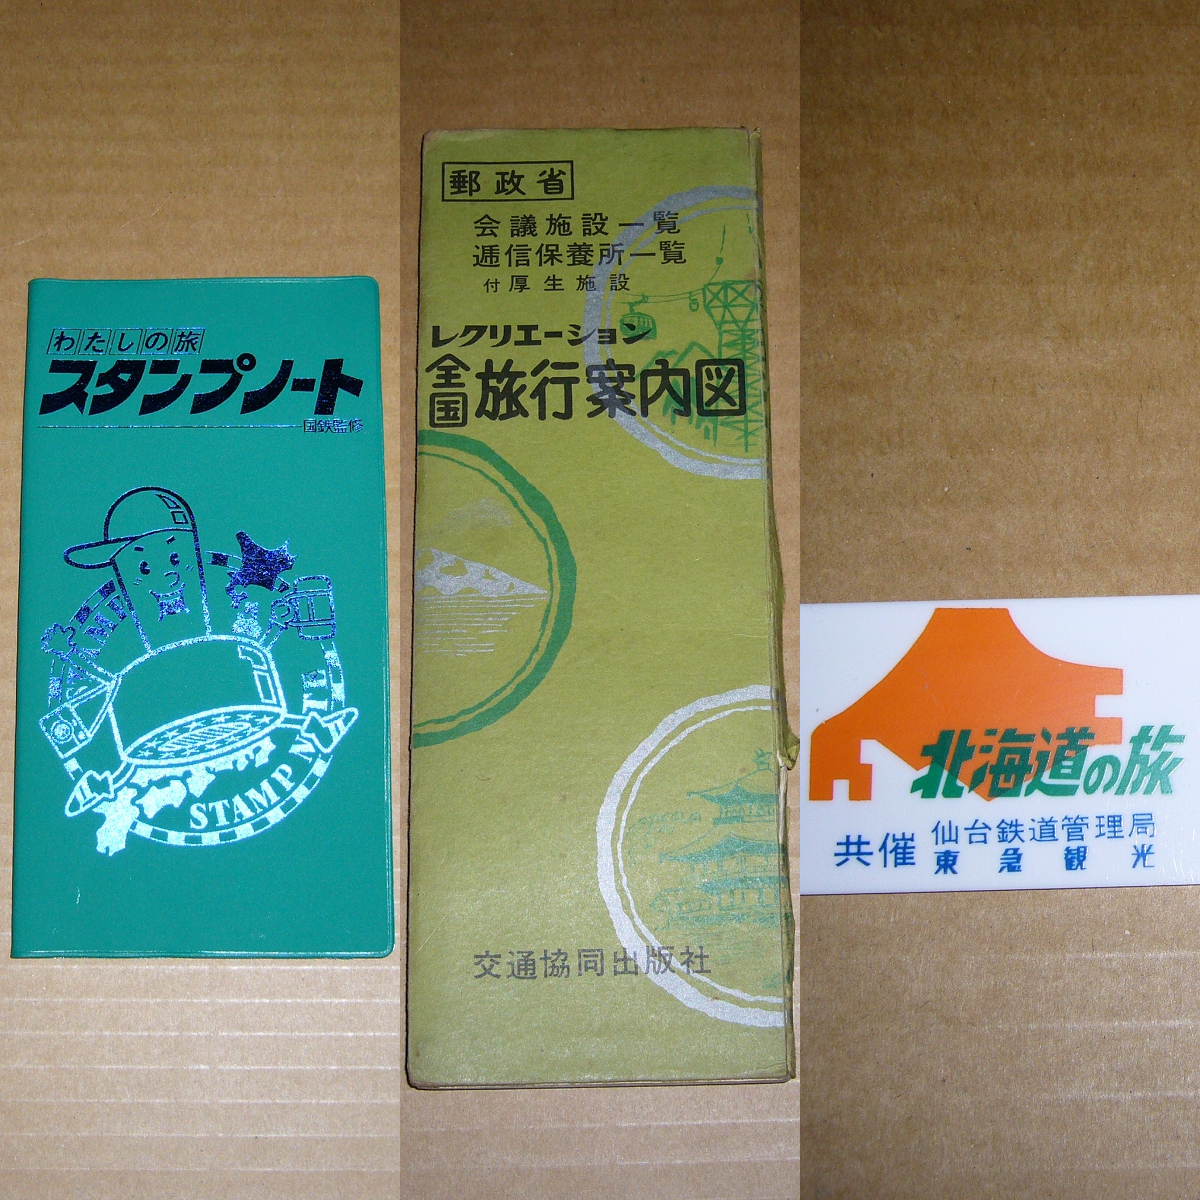 わたしの旅
スタンプノート
国鉄監修
STAMP NOTE
郵政省
会議施設一覧
逓信保養所一覧
付厚生施設
レクリエーション
全国旅行案内図
交通協同出版社
北海道の旅
共催 仙台鉄道管理局
東急観光